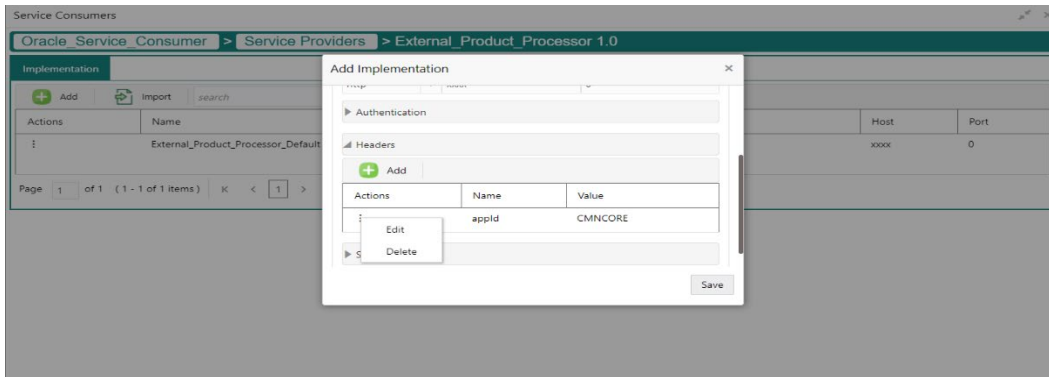 Service Consumers
Oracle_Service_Consumer > Service Providers > External_Product_Processor 1.0
Implementation
Add Import search
Actions Name Host Port
External_Product_Processor_Default xxxx 0
Page 1 of 1 (1 - 1 of 1 items) K < 1 >
Add Implementation ×
Authentication
Headers
Add
Actions Name Value
appId CMNCORE
Edit
Delete
S
Save